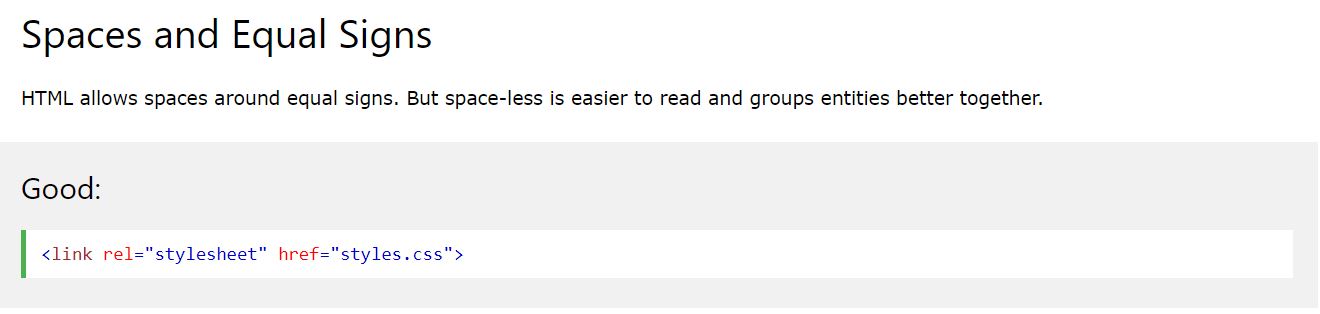 Spaces and Equal Signs
HTML allows spaces around equal signs. But space-less is easier to read and groups entities better together.
Good:
<link rel="stylesheet" href="styles.css">